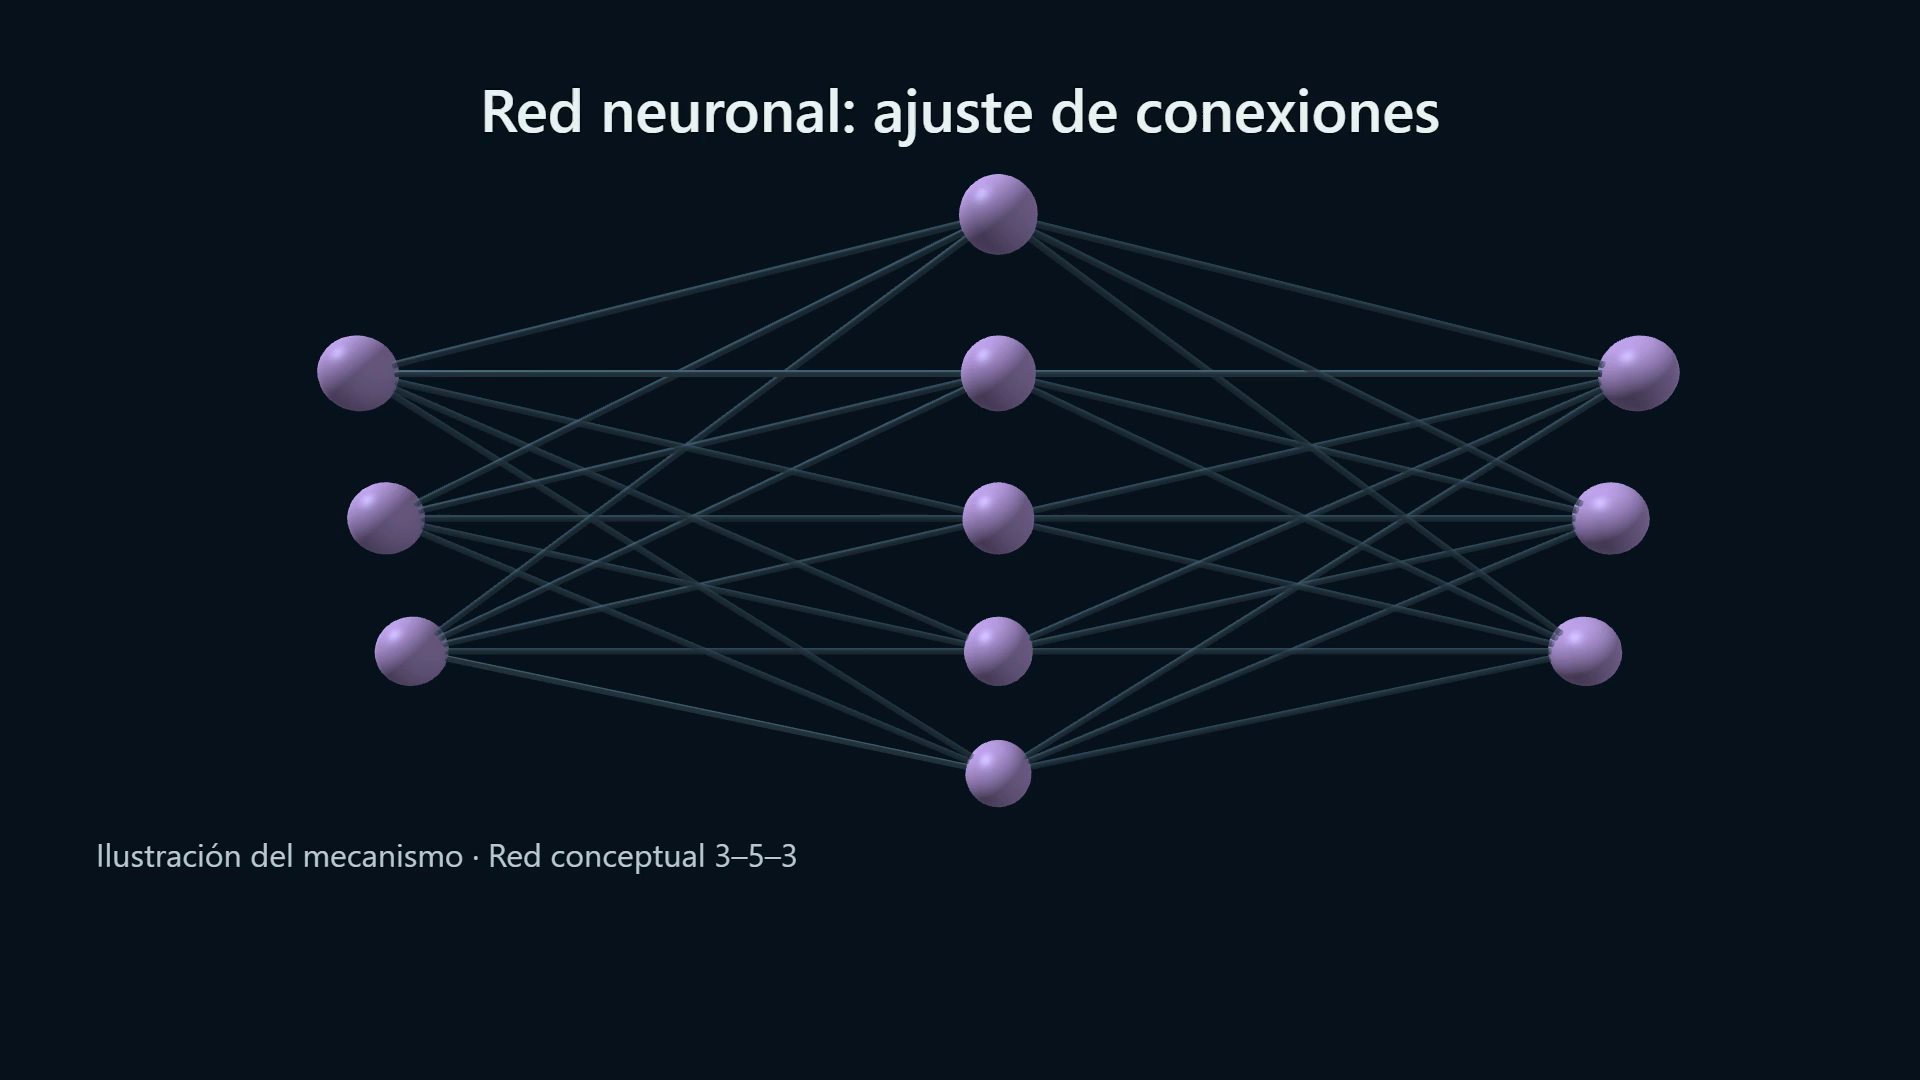 Red neuronal: ajuste de conexiones
Ilustración del mecanismo · Red conceptual 3–5–3